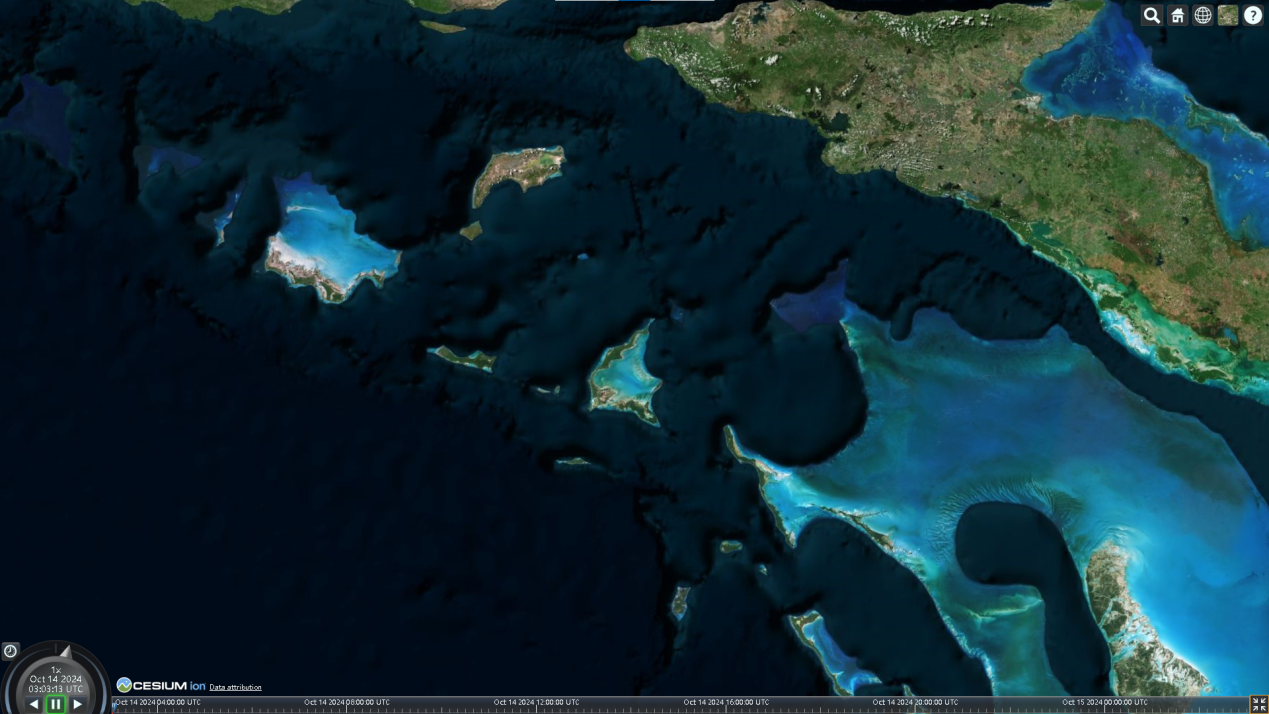 ?
1x
Oct 14 2024
03:03:13 UTC
CESIUM ion Data attribution
Oct 14 2024 04:00:00 UTC
Oct 14 2024 08:00:00 UTC
Oct 14 2024 12:00:00 UTC
Oct 14 2024 16:00:00 UTC
Oct 14 2024 20:00:00 UTC
Oct 15 2024 00:00:00 UTC